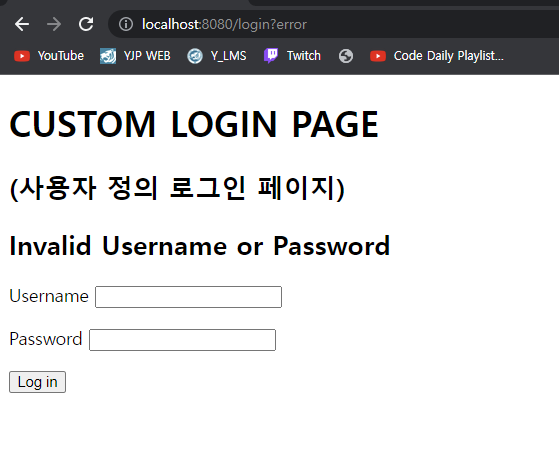 localhost:8080/login?error
YouTube YJP WEB Y_LMS Twitch Code Daily Playlist...
CUSTOM LOGIN PAGE
(사용자 정의 로그인 페이지)
Invalid Username or Password
Username
Password
Log in